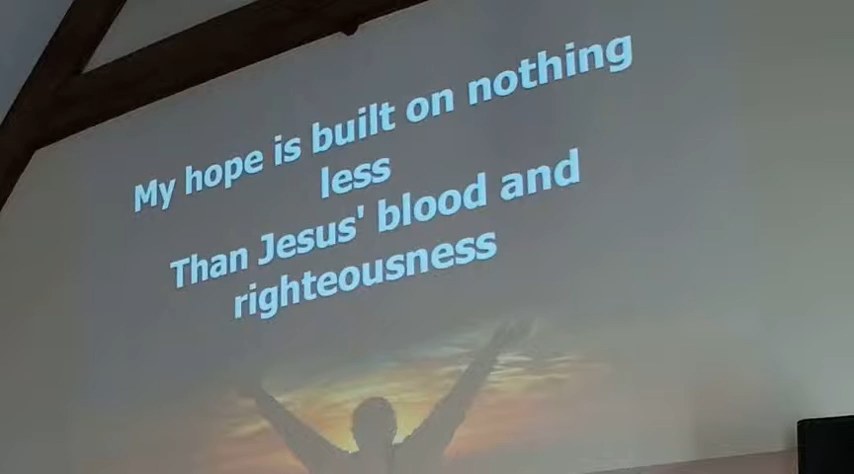 My hope is built on nothing
less
Than Jesus' blood and
righteousness